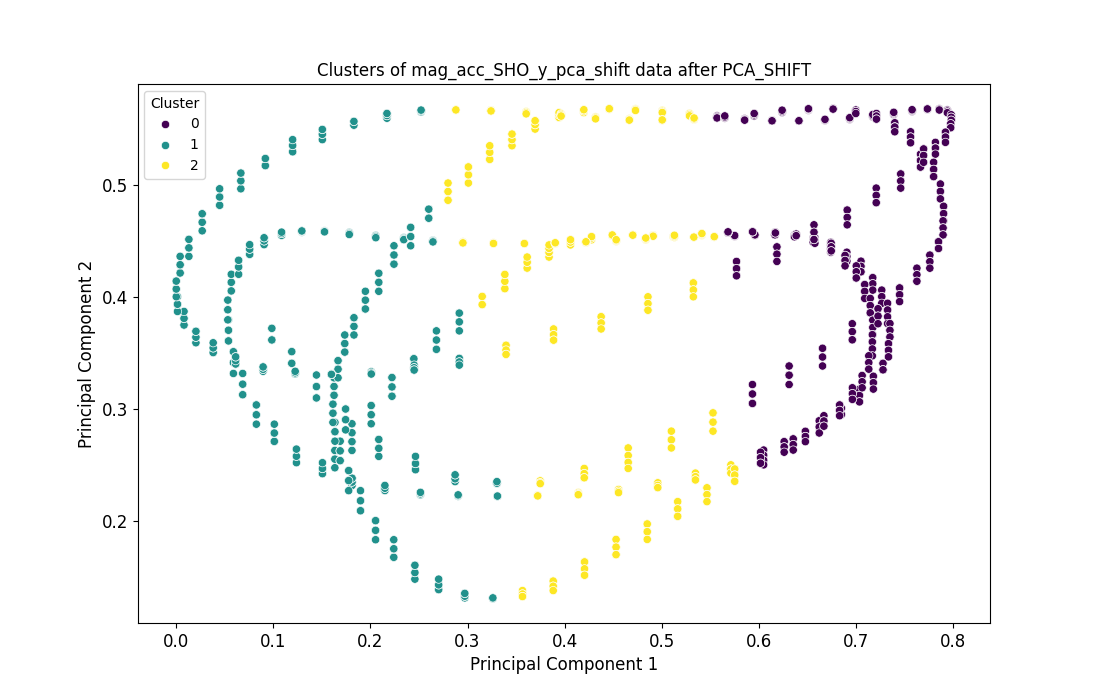 Clusters of mag_acc_SHO_y_pca_shift data after PCA_SHIFT
Cluster
0
1
2
0.5
0.4
0.3
0.2
Principal Component 2
0.0 0.1 0.2 0.3 0.4 0.5 0.6 0.7 0.8
Principal Component 1